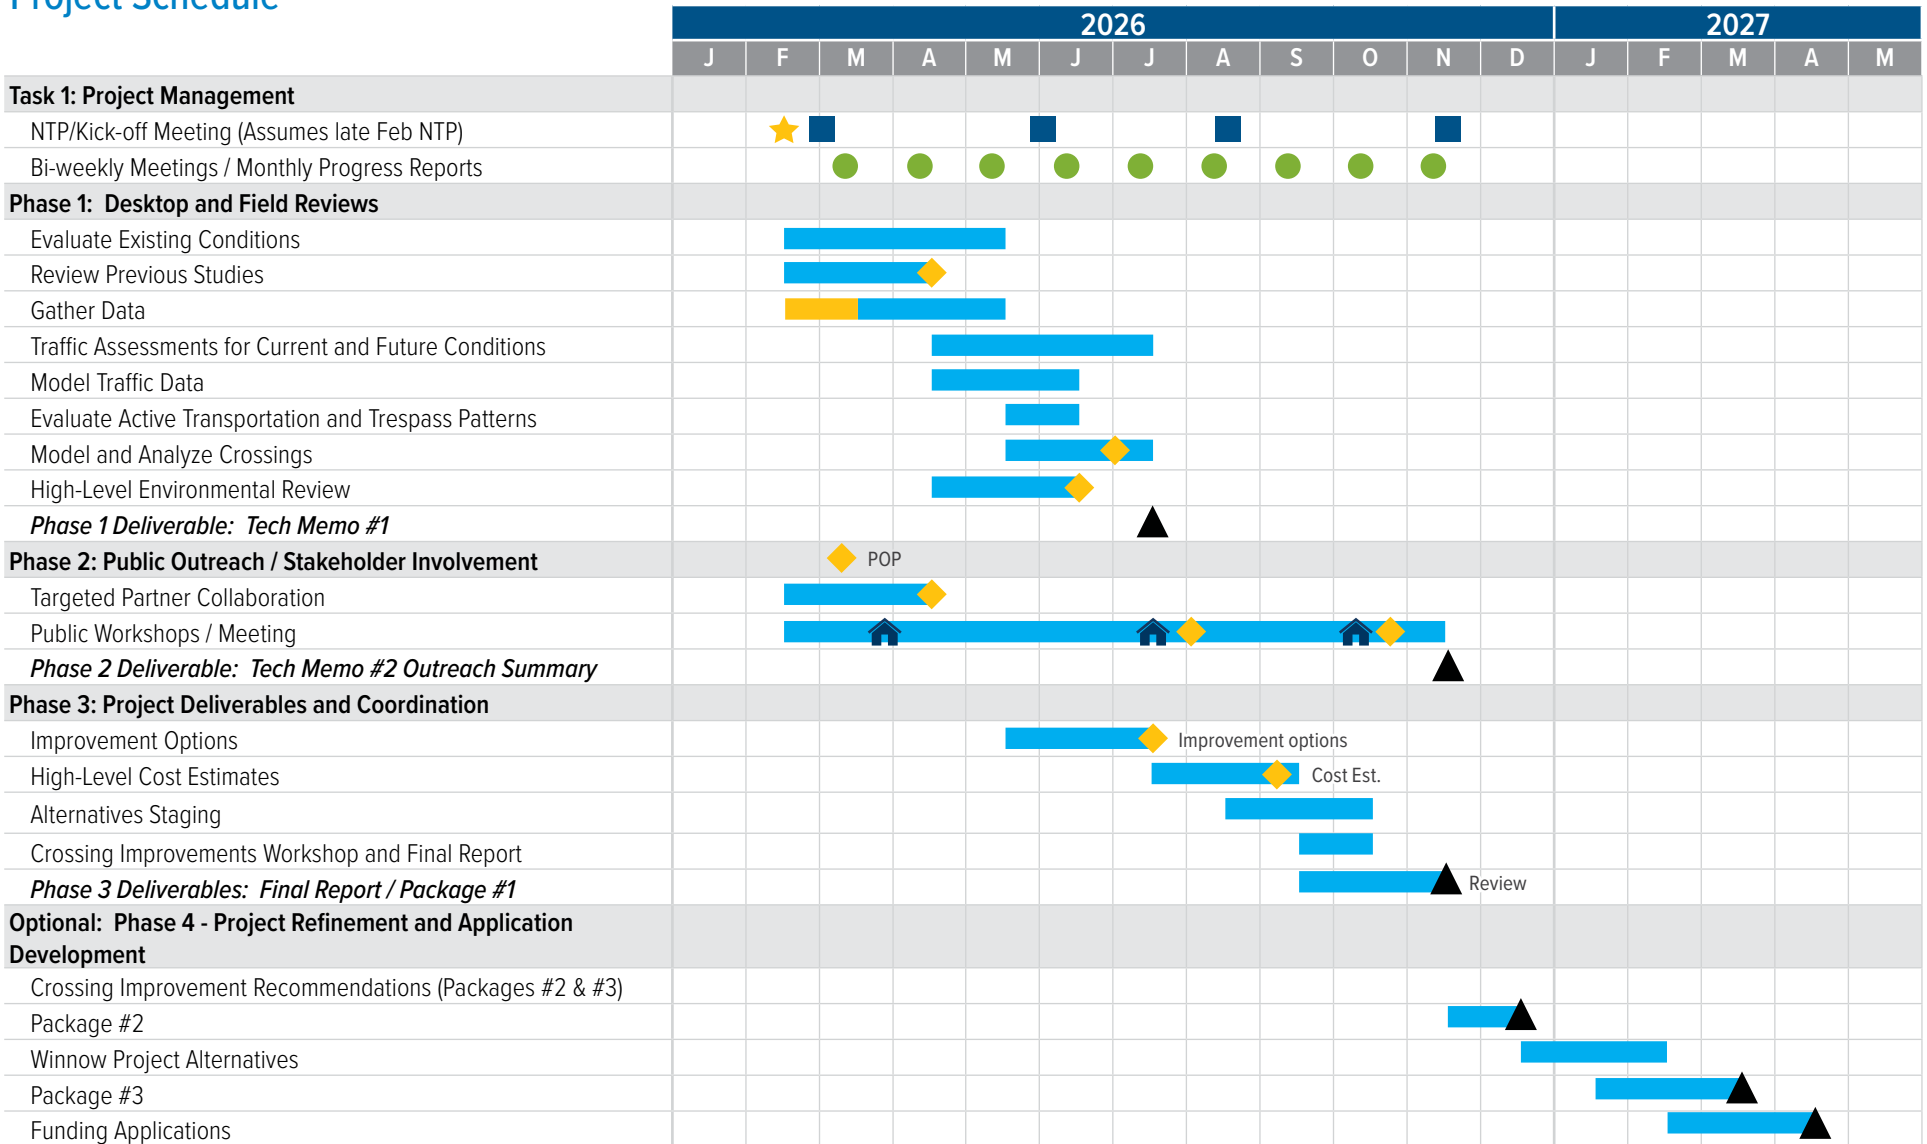 Project Schedule
2026 2027
J F M A M J J A S O N D J F M A M
Task 1: Project Management
NTP/Kick-off Meeting (Assumes late Feb NTP)
Bi-weekly Meetings / Monthly Progress Reports
Phase 1: Desktop and Field Reviews
Evaluate Existing Conditions
Review Previous Studies
Gather Data
Traffic Assessments for Current and Future Conditions
Model Traffic Data
Evaluate Active Transportation and Trespass Patterns
Model and Analyze Crossings
High-Level Environmental Review
Phase 1 Deliverable: Tech Memo #1
Phase 2: Public Outreach / Stakeholder Involvement POP
Targeted Partner Collaboration
Public Workshops / Meeting
Phase 2 Deliverable: Tech Memo #2 Outreach Summary
Phase 3: Project Deliverables and Coordination
Improvement Options Improvement options
High-Level Cost Estimates Cost Est.
Alternatives Staging
Crossing Improvements Workshop and Final Report
Phase 3 Deliverables: Final Report / Package #1 Review
Optional: Phase 4 - Project Refinement and Application
Development
Crossing Improvement Recommendations (Packages #2 & #3)
Package #2
Winnow Project Alternatives
Package #3
Funding Applications